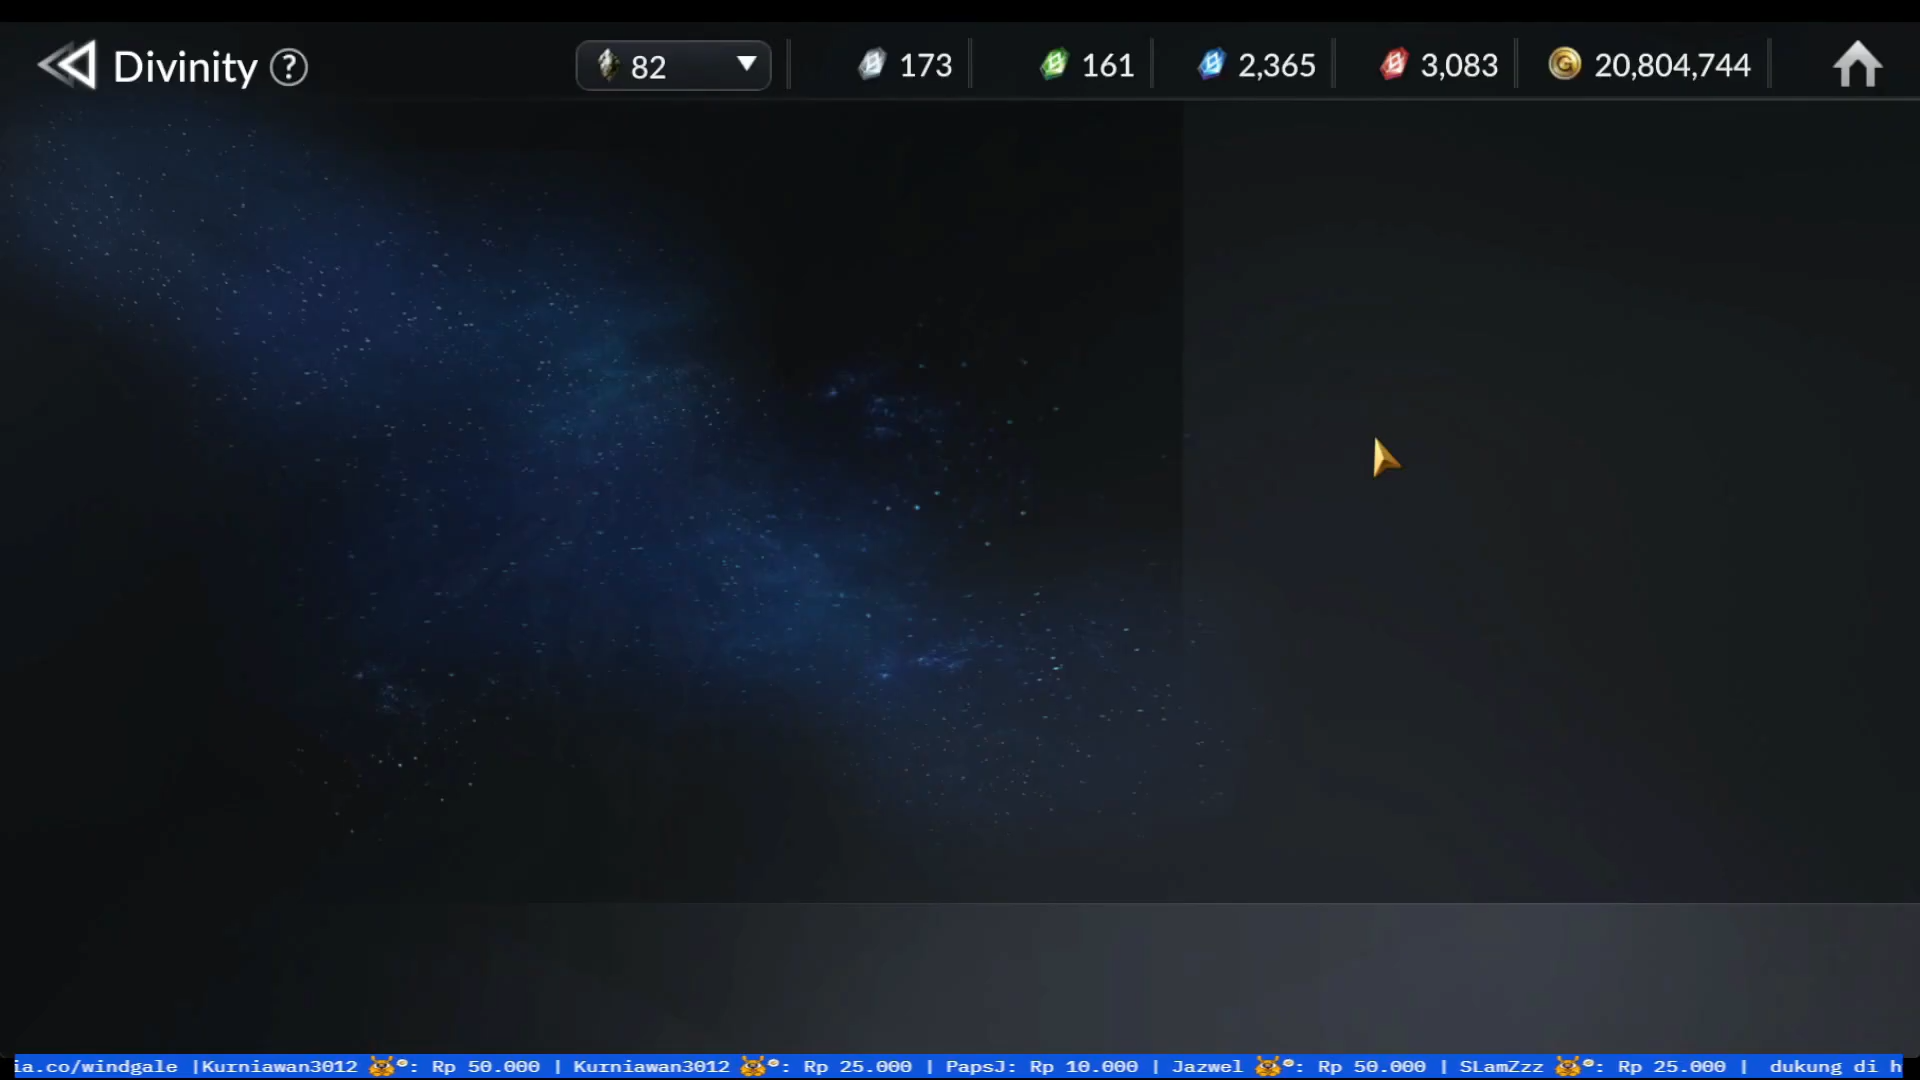 Divinity ? 82 173 161 2,365 3,083 G 20,804,744
ia.co/windgale |Kurniawan3012 : Rp 50.000 | Kurniawan3012 : Rp 25.000 | PapsJ: Rp 10.000 | Jazwel : Rp 50.000 | SLamZzz : Rp 25.000 | dukung di h